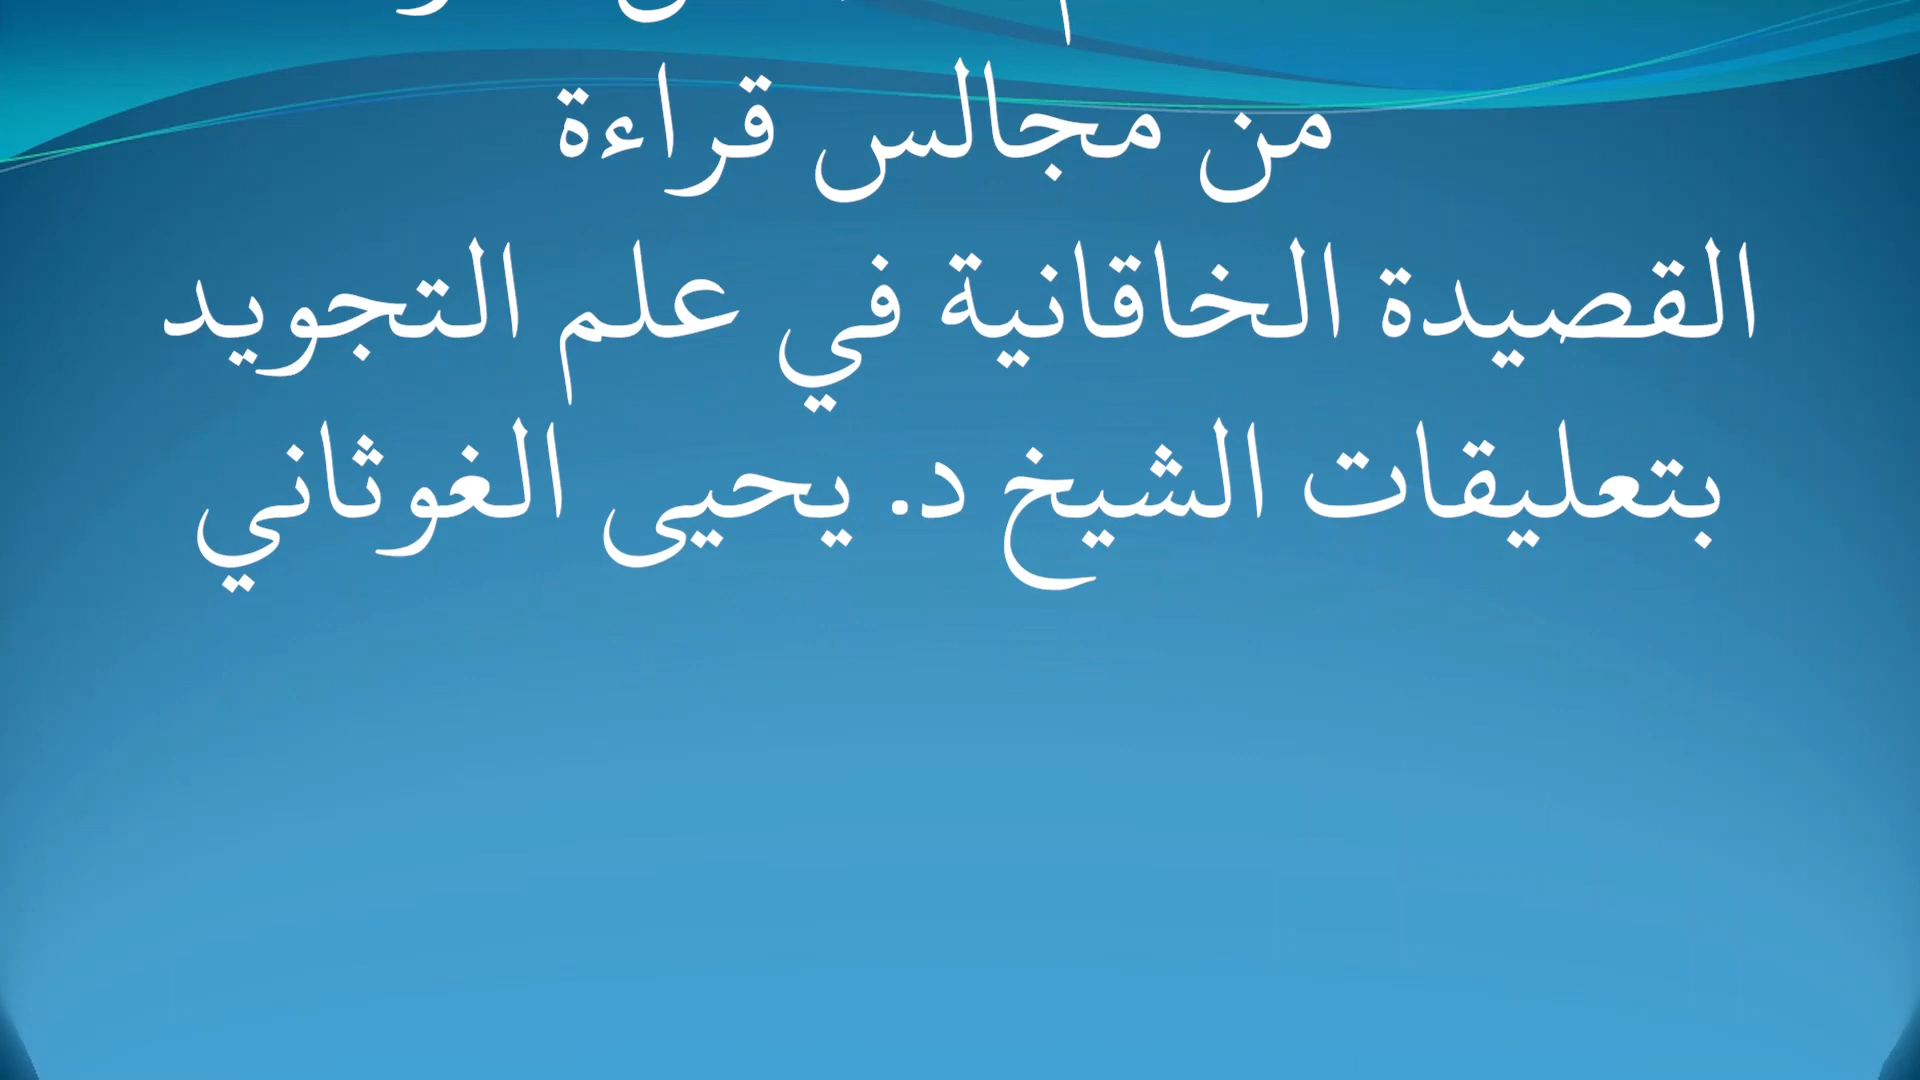 من مجالس قراءة
القصيدة الخاقانية في علم التجويد
بتعليقات الشيخ د. يحيى الغوثاني